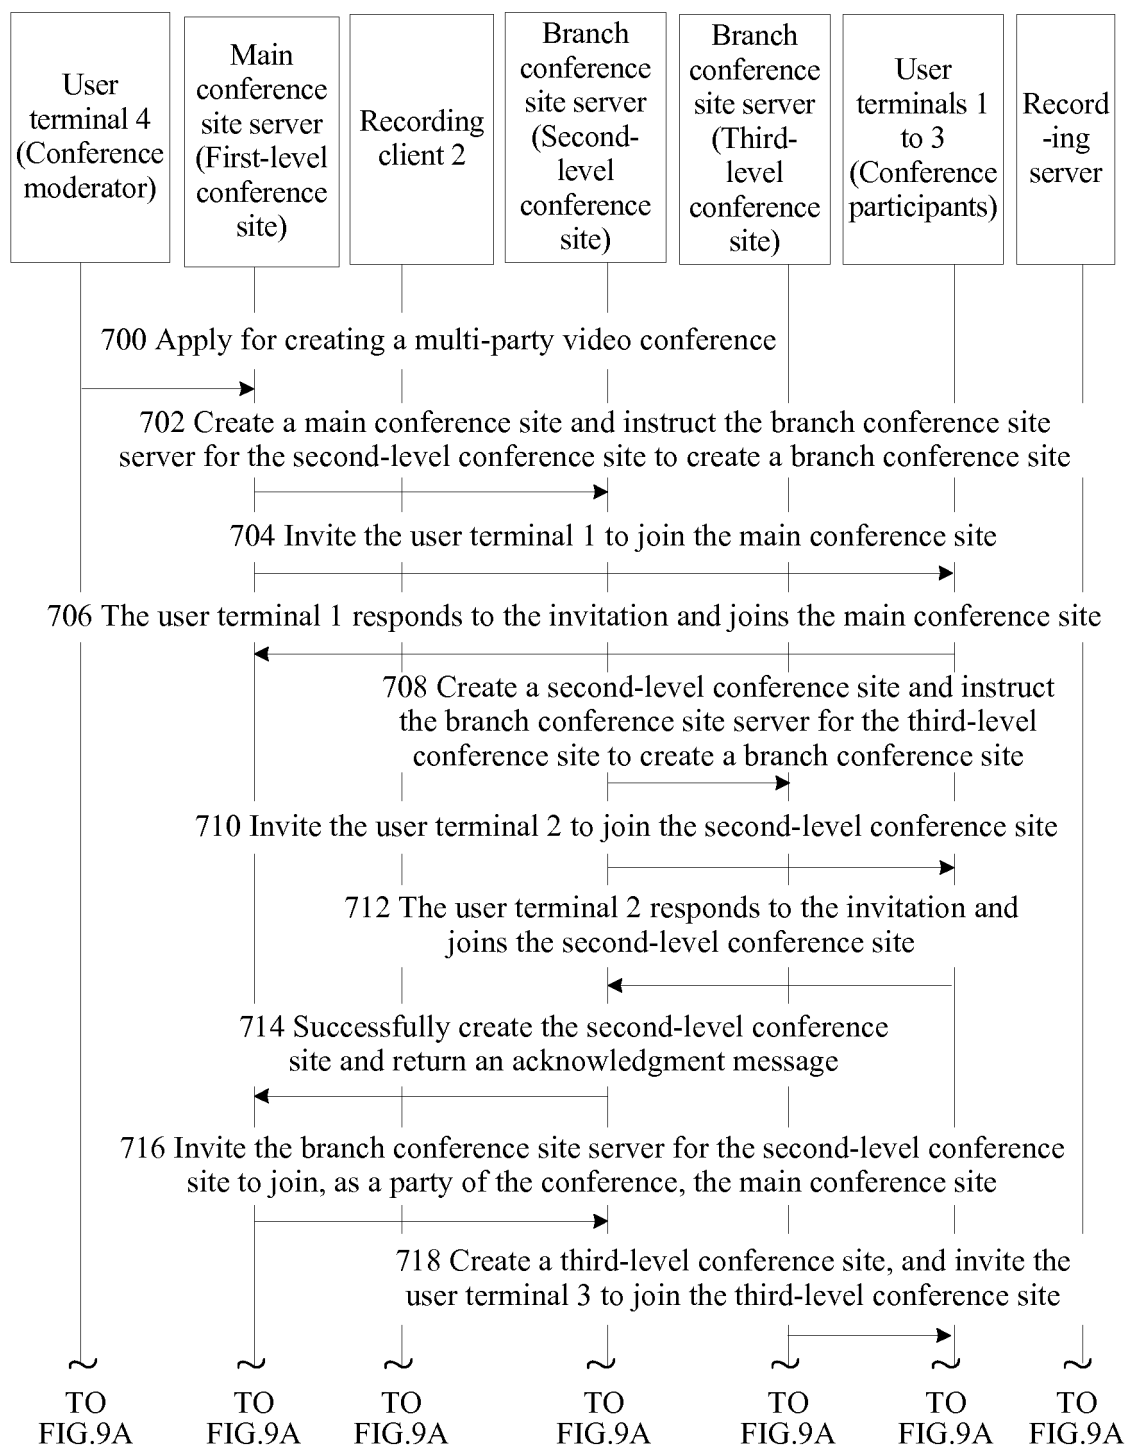 User
terminal 4
(Conference
moderator)
Main
conference
site server
(First-level
conference
site)
Recording
client 2
Branch
conference
site server
(Second-
level
conference
site)
Branch
conference
site server
(Third-
level
conference
site)
User
terminals 1
to 3
(Conference
participants)
Record
-ing
server
700 Apply for creating a multi-party video conference
702 Create a main conference site and instruct the branch conference site
server for the second-level conference site to create a branch conference site
704 Invite the user terminal 1 to join the main conference site
706 The user terminal 1 responds to the invitation and joins the main conference site
708 Create a second-level conference site and instruct
the branch conference site server for the third-level
conference site to create a branch conference site
710 Invite the user terminal 2 to join the second-level conference site
712 The user terminal 2 responds to the invitation and
joins the second-level conference site
714 Successfully create the second-level conference
site and return an acknowledgment message
716 Invite the branch conference site server for the second-level conference
site to join, as a party of the conference, the main conference site
718 Create a third-level conference site, and invite the
user terminal 3 to join the third-level conference site
TO
FIG.9A
TO
FIG.9A
TO
FIG.9A
TO
FIG.9A
TO
FIG.9A
TO
FIG.9A
TO
FIG.9A